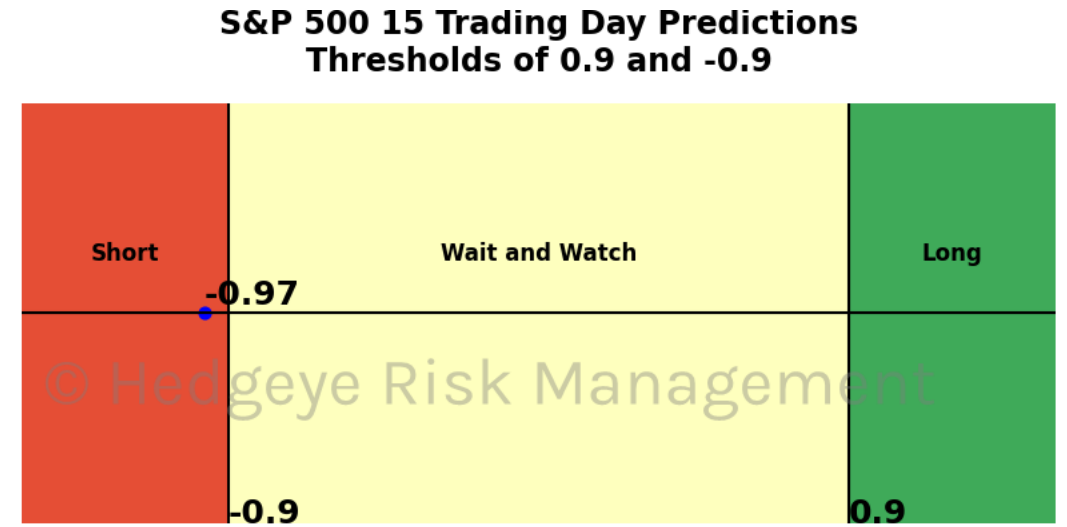 S&P 500 15 Trading Day Predictions
Thresholds of 0.9 and -0.9
Short
Wait and Watch
Long
-0.97
© Hedgeye Risk Management
-0.9
0.9